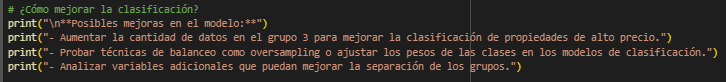 # ¿Cómo mejorar la clasificación?
print("\n**Posibles mejoras en el modelo:**")
print("- Aumentar la cantidad de datos en el grupo 3 para mejorar la clasificación de propiedades de alto precio.")
print("- Probar técnicas de balanceo como oversampling o ajustar los pesos de las clases en los modelos de clasificación.")
print("- Analizar variables adicionales que puedan mejorar la separación de los grupos.")